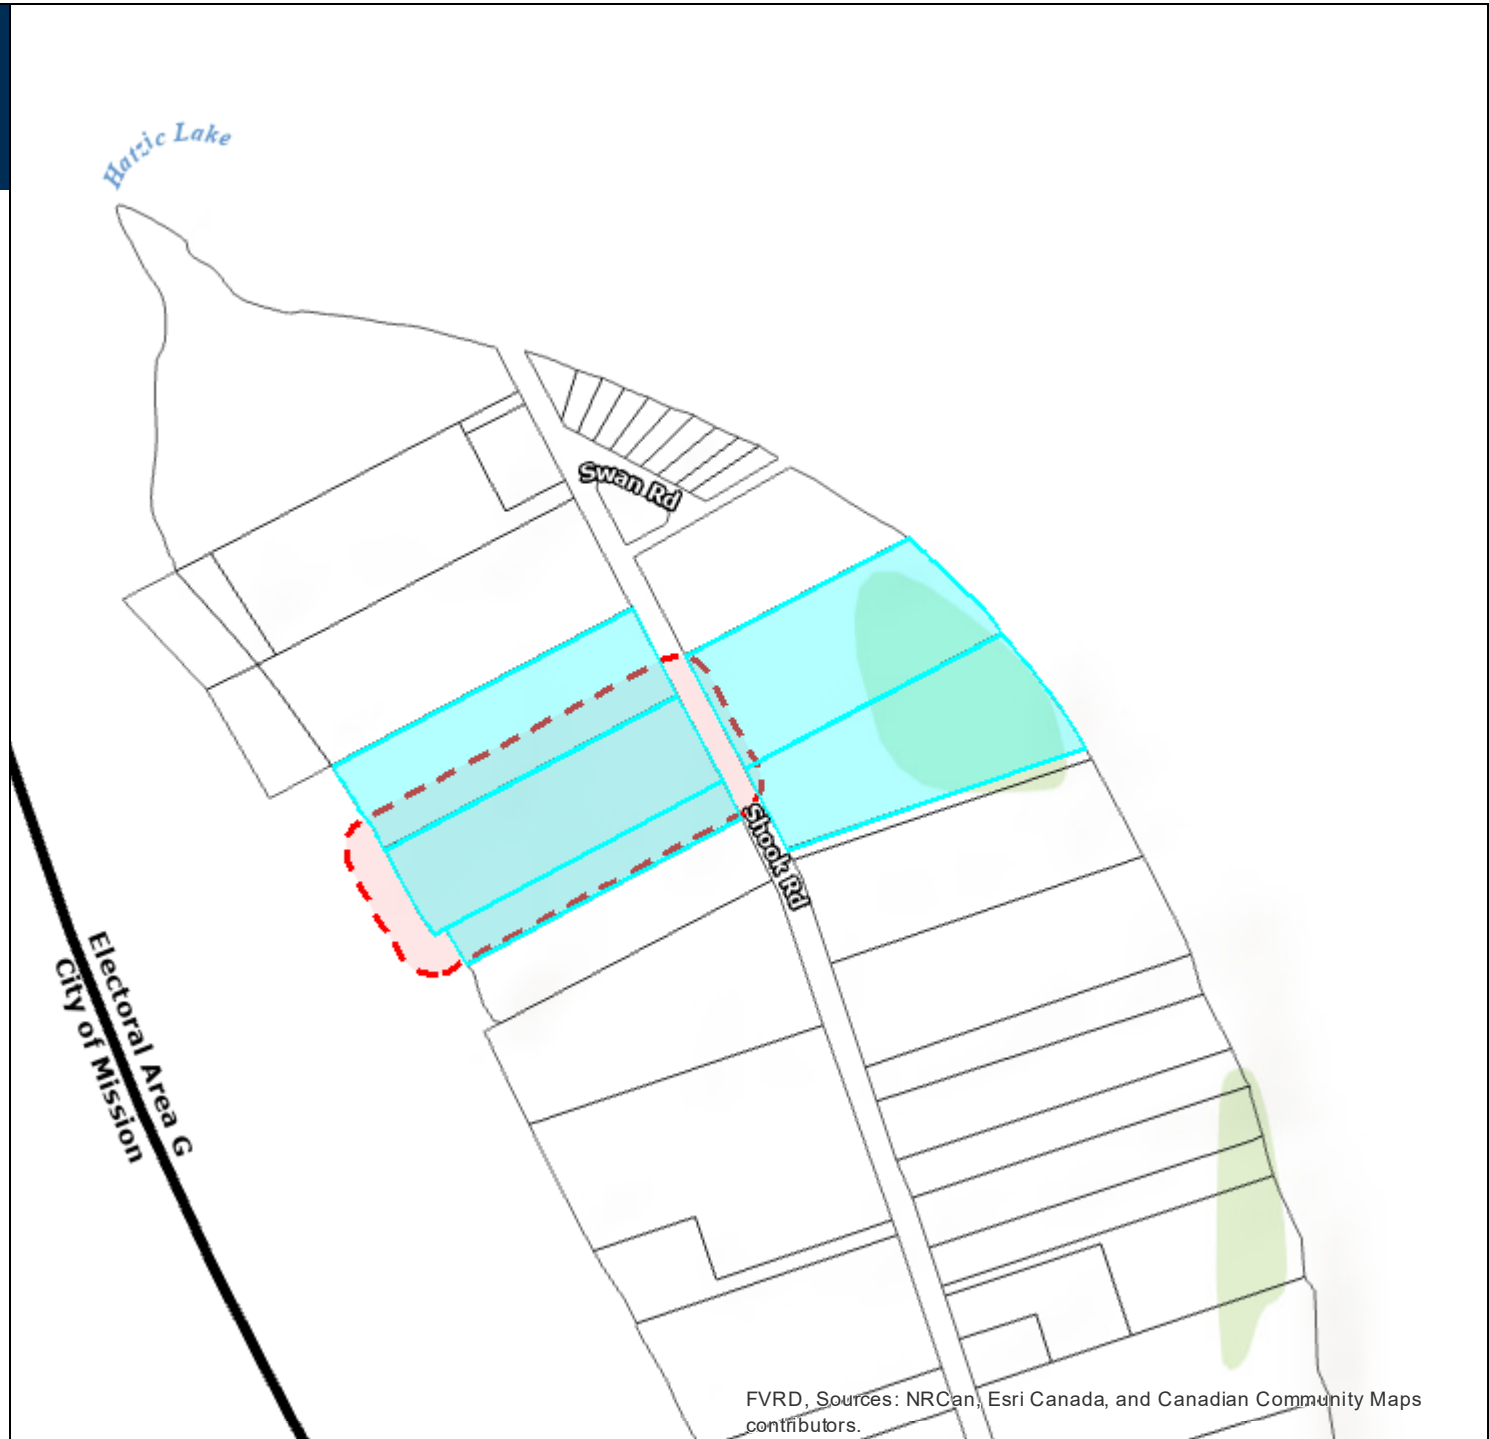 Hatzic Lake
Swan Rd
Shook Rd
Electoral Area G
City of Mission
FVRD, Sources: NRCan, Esri Canada, and Canadian Community Maps
contributors.